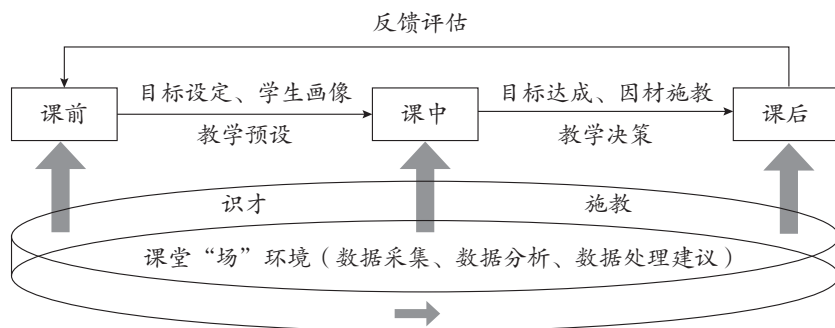 反馈评估
目标设定、学生画像
目标达成、因材施教
课前
课中
课后
教学预设
教学决策
识才
施教
课堂“场”环境（数据采集、数据分析、数据处理建议）